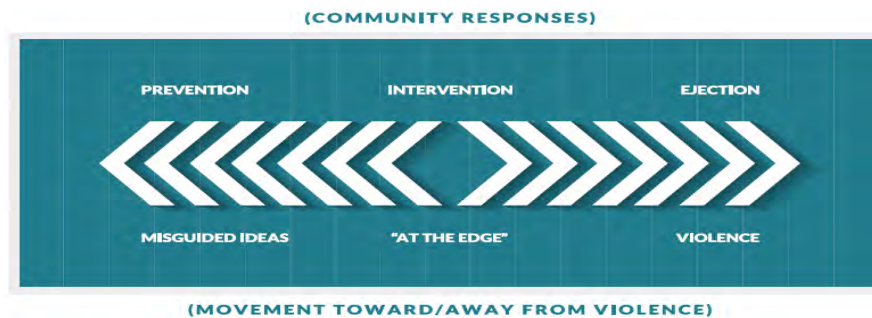 (COMMUNITY RESPONSES)
PREVENTION INTERVENTION EJECTION
MISGUIDED IDEAS "AT THE EDGE" VIOLENCE
(MOVEMENT TOWARD/AWAY FROM VIOLENCE)